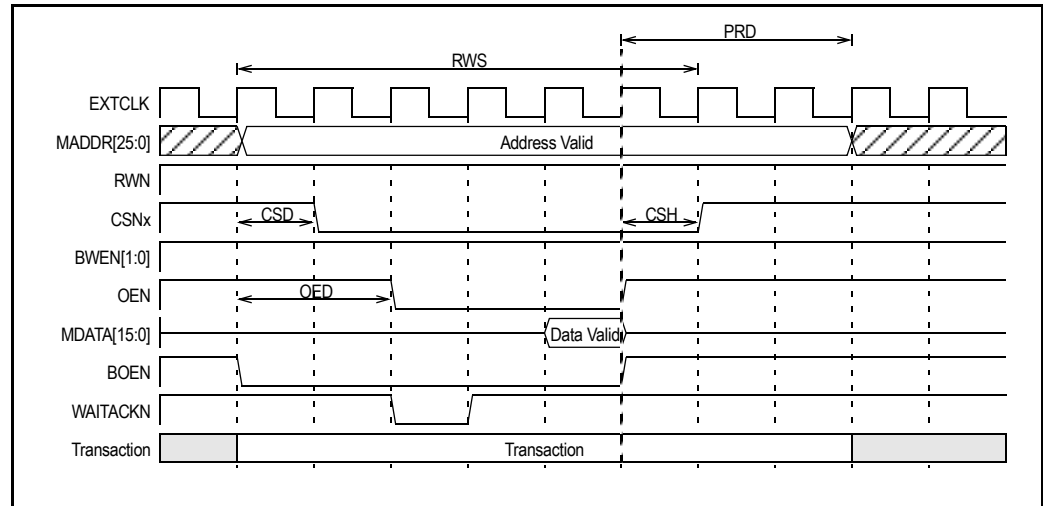 PRD
RWS
EXTCLK
MADDR[25:0] Address Valid
RWN
CSNx CSD CSH
BWEN[1:0]
OEN OED
MDATA[15:0] Data Valid
BOEN
WAITACKN
Transaction Transaction